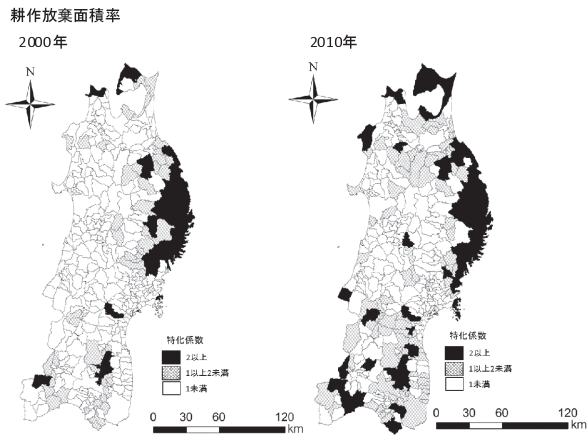 耕作放棄面積率
2000年
2010年
N
N
特化係数
2以上
1以上2未満
1未満
特化係数
2以上
1以上2未満
1未満
0 30 60 120
km
0 30 60 120
km